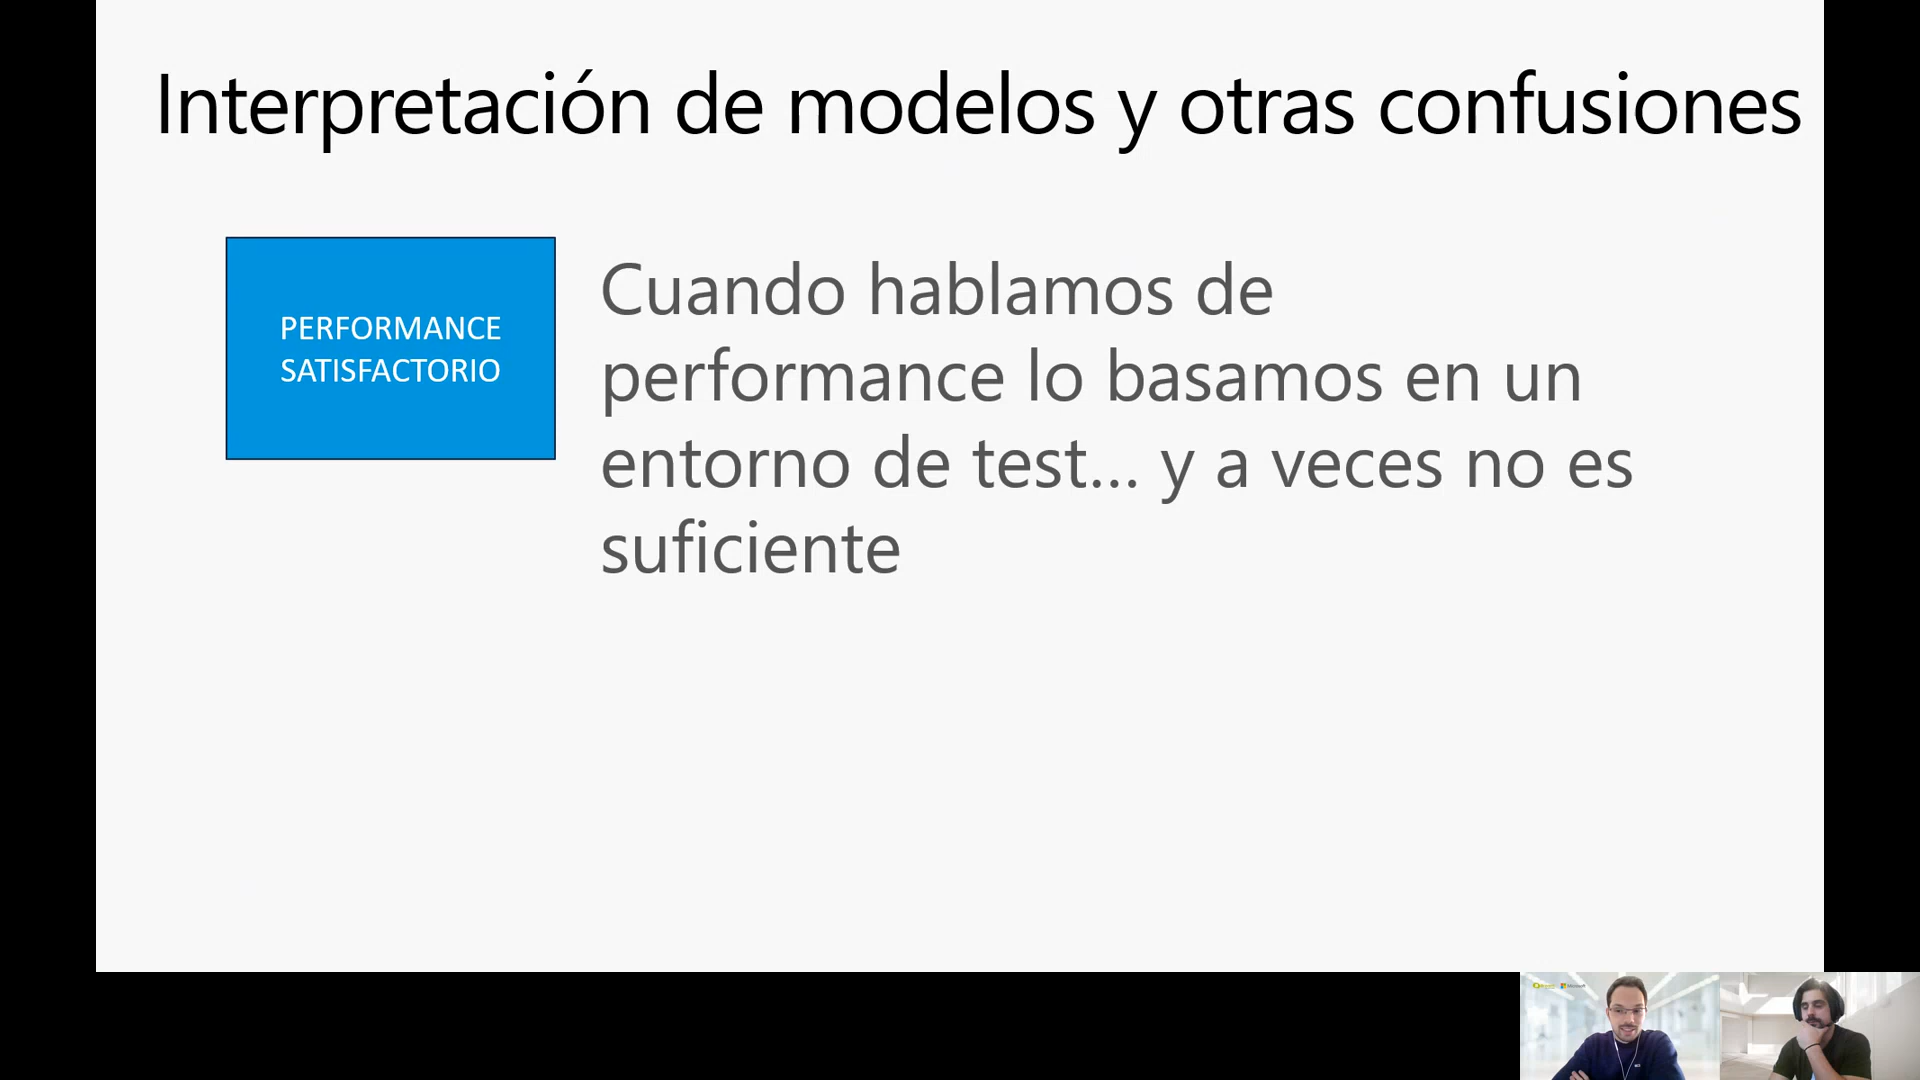 Interpretación de modelos y otras confusiones
PERFORMANCE
SATISFACTORIO
Cuando hablamos de
performance lo basamos en un
entorno de test... y a veces no es
suficiente
Microsoft